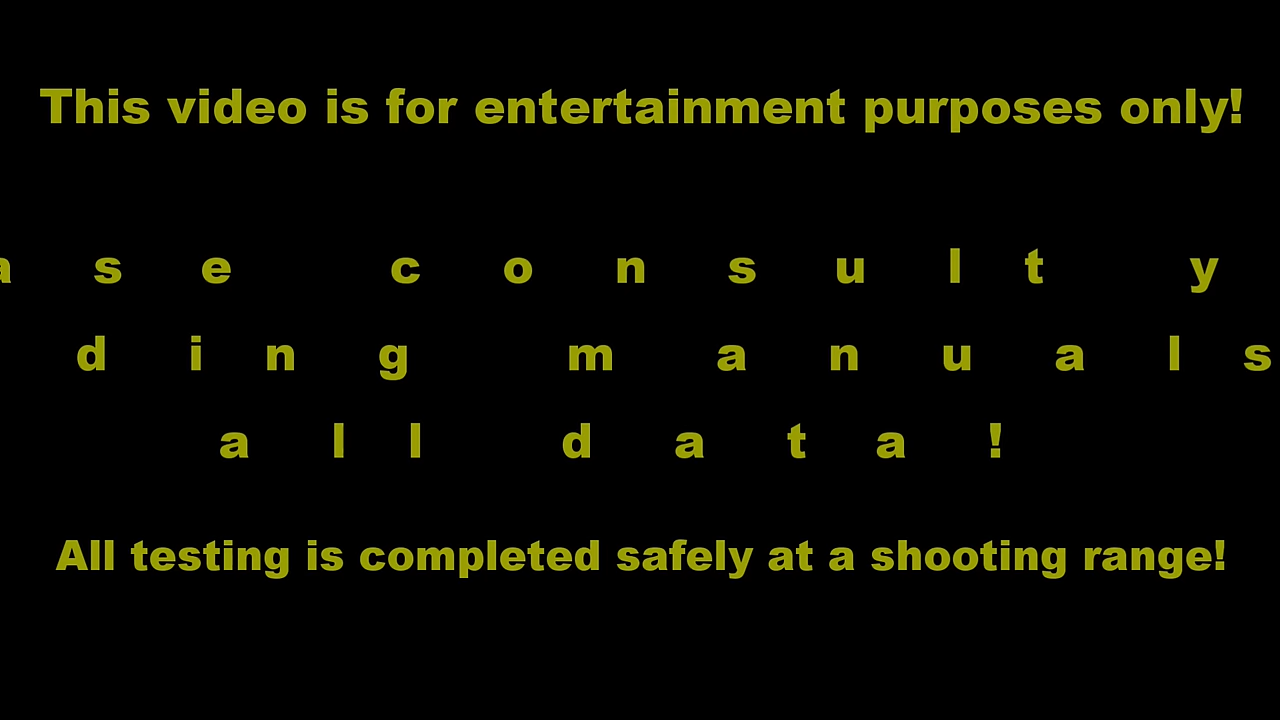 This video is for entertainment purposes only!
a s e c o n s u l t y
d i n g m a n u a l s
a l l d a t a !
All testing is completed safely at a shooting range!